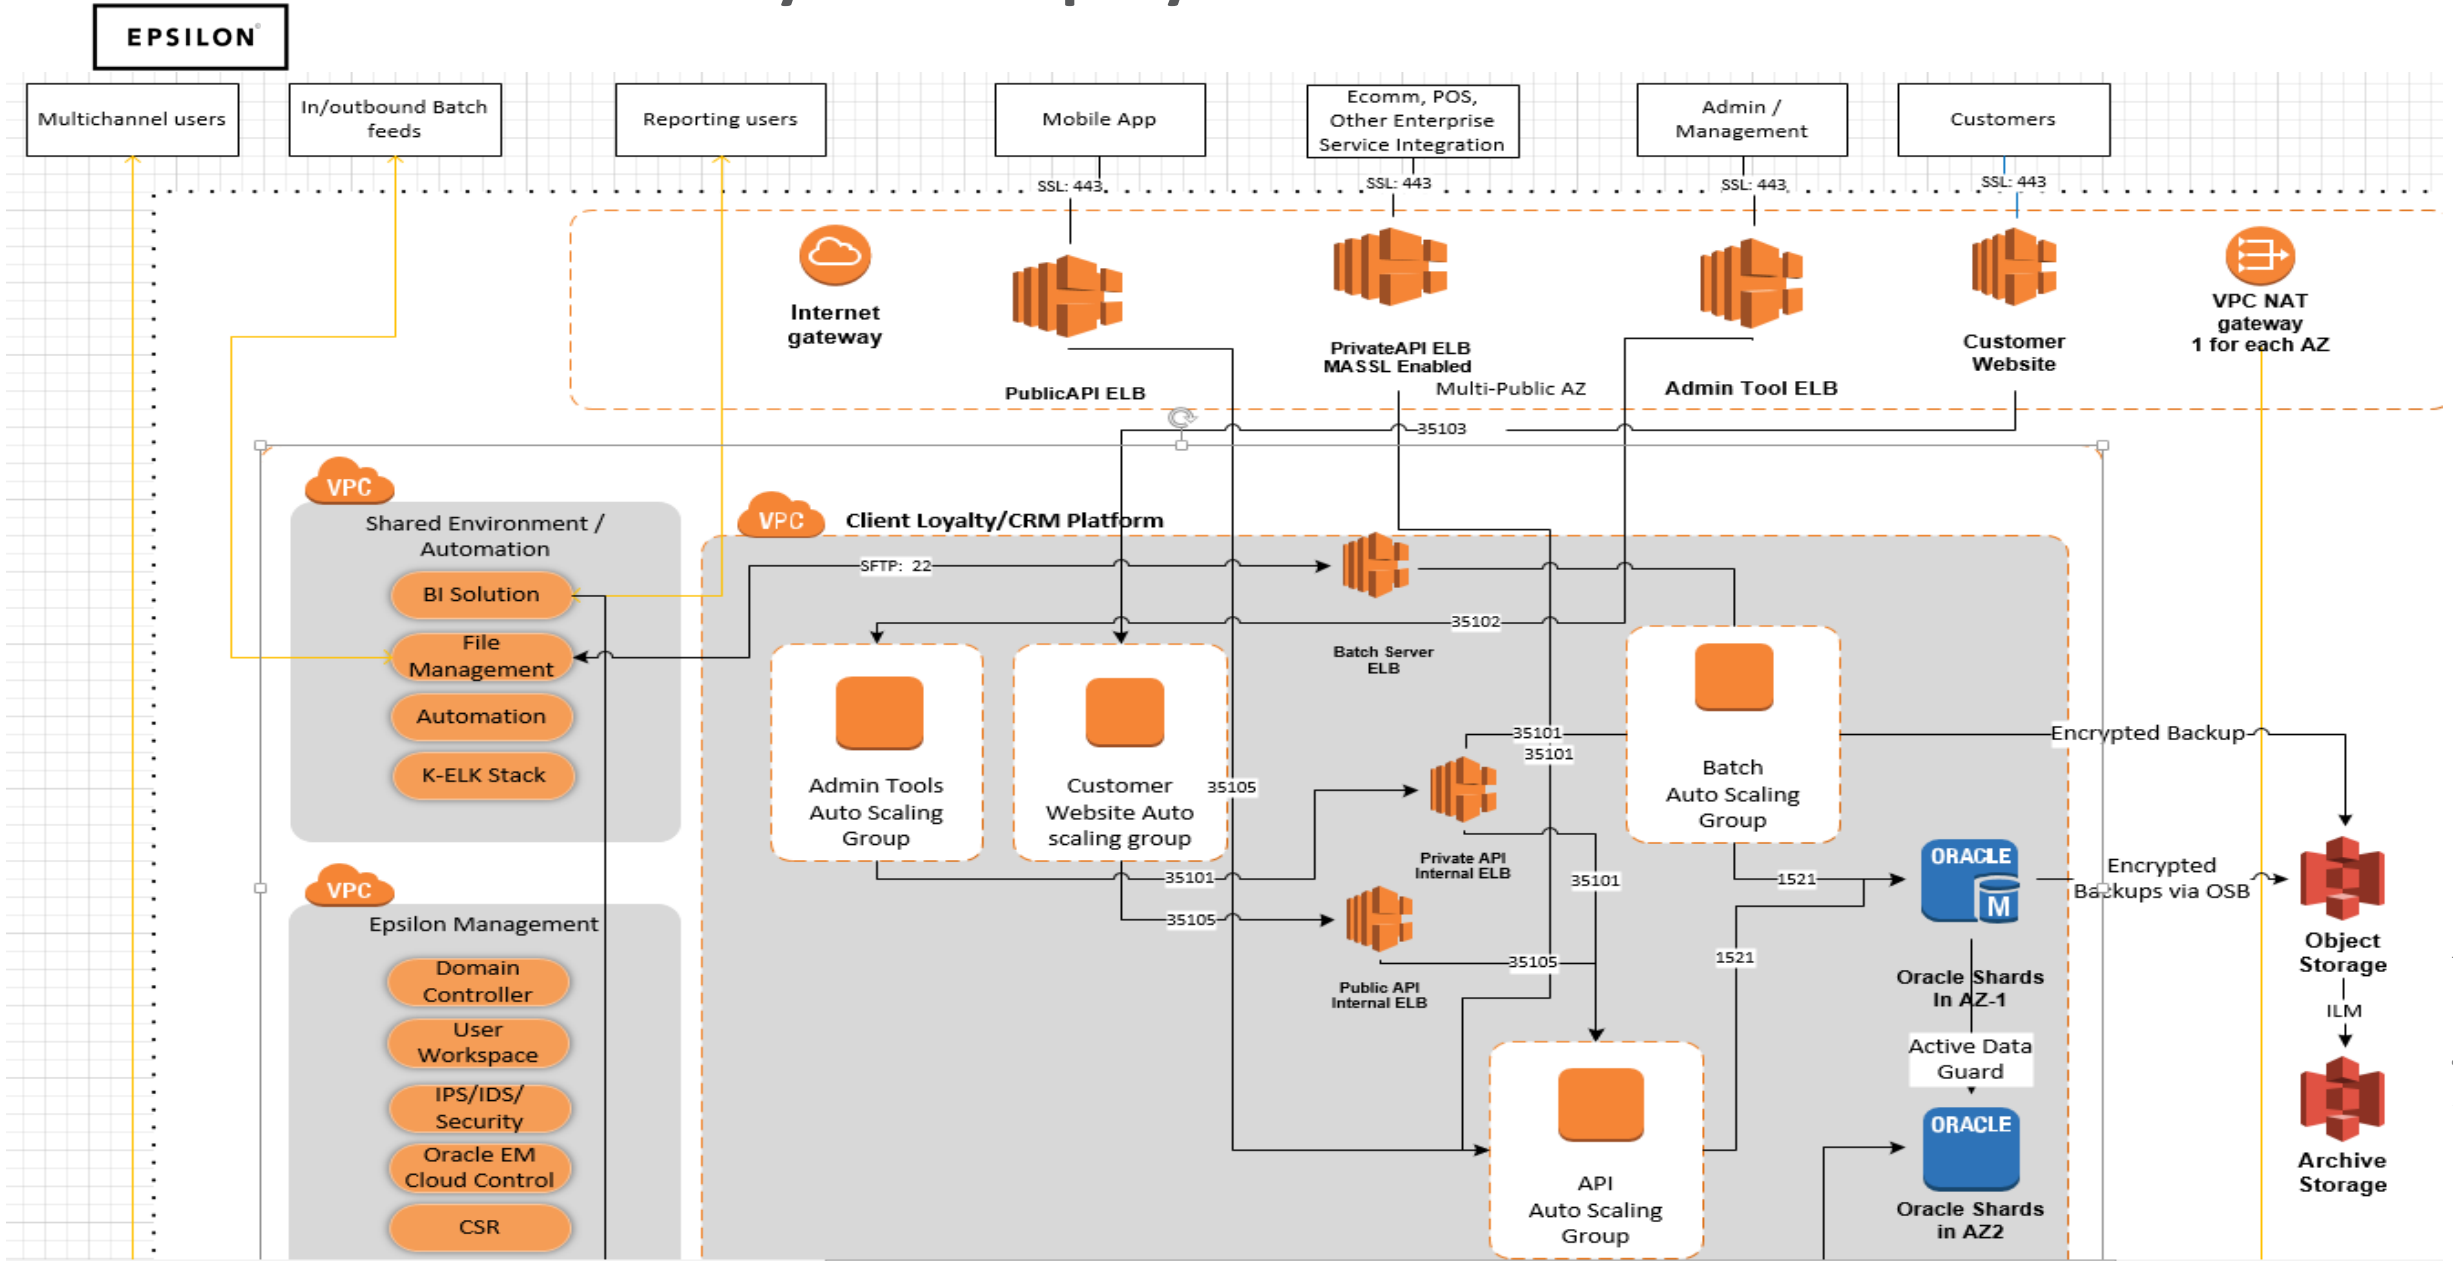 EPSILON
Multichannel users
In/outbound Batch
feeds
Reporting users
Mobile App
Ecomm, POS,
Other Enterprise
Service Integration
Admin /
Management
Customers
SSL: 443
SSL: 443
SSL: 443
SSL: 443
Internet
gateway
PublicAPI ELB
PrivateAPI ELB
MASSL Enabled
Multi-Public AZ
Admin Tool ELB
Customer
Website
VPC NAT
gateway
1 for each AZ
35103
VPC
Shared Environment /
Automation
BI Solution
File
Management
Automation
K-ELK Stack
VPC
Client Loyalty/CRM Platform
SFTP: 22
35102
Batch Server
ELB
Admin Tools
Auto Scaling
Group
Customer
Website Auto
scaling group
35105
35101
35101
Batch
Auto Scaling
Group
Encrypted Backup
Private API
Internal ELB
35101
35101
35105
1521
ORACLE
M
Encrypted
Backups via OSB
VPC
Epsilon Management
Domain
Controller
User
Workspace
IPS/IDS/
Security
Oracle EM
Cloud Control
CSR
Public API
Internal ELB
35105
1521
Oracle Shards
In AZ-1
Active Data
Guard
ORACLE
Oracle Shards
in AZ2
API
Auto Scaling
Group
Object
Storage
ILM
Archive
Storage